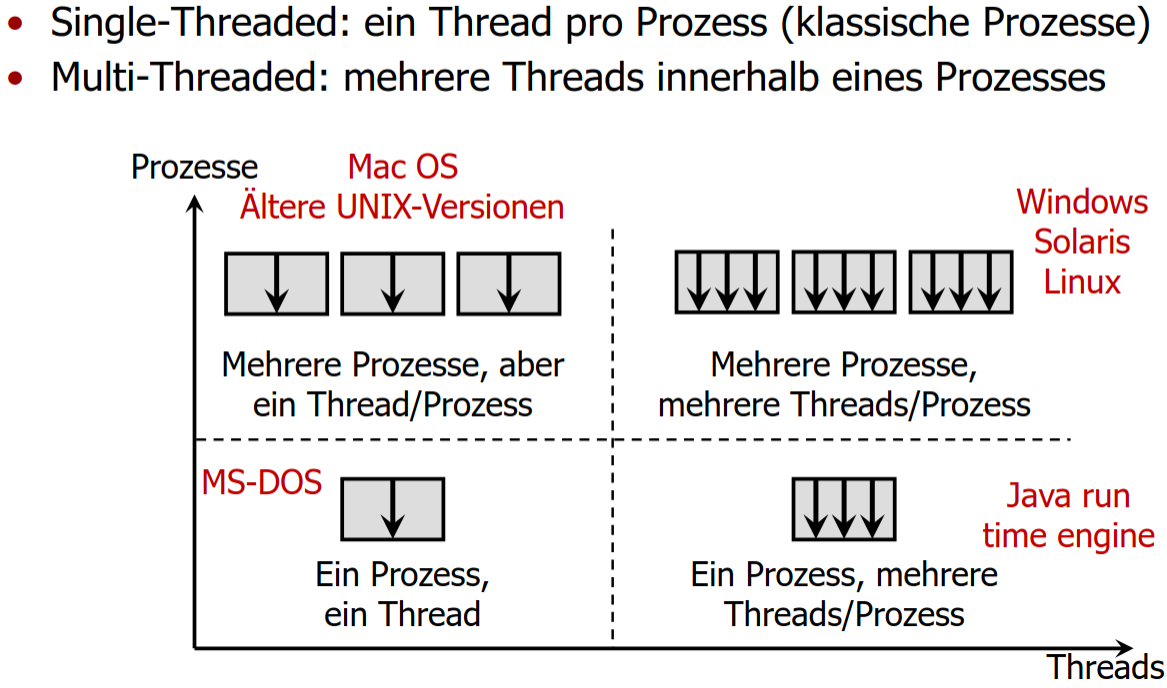 • Single-Threaded: ein Thread pro Prozess (klassische Prozesse)
• Multi-Threaded: mehrere Threads innerhalb eines Prozesses
Prozesse
Mac OS
Ältere UNIX-Versionen
Windows
Solaris
Linux
Mehrere Prozesse, aber
ein Thread/Prozess
Mehrere Prozesse,
mehrere Threads/Prozess
MS-DOS
Java run
time engine
Ein Prozess,
ein Thread
Ein Prozess, mehrere
Threads/Prozess
Threads